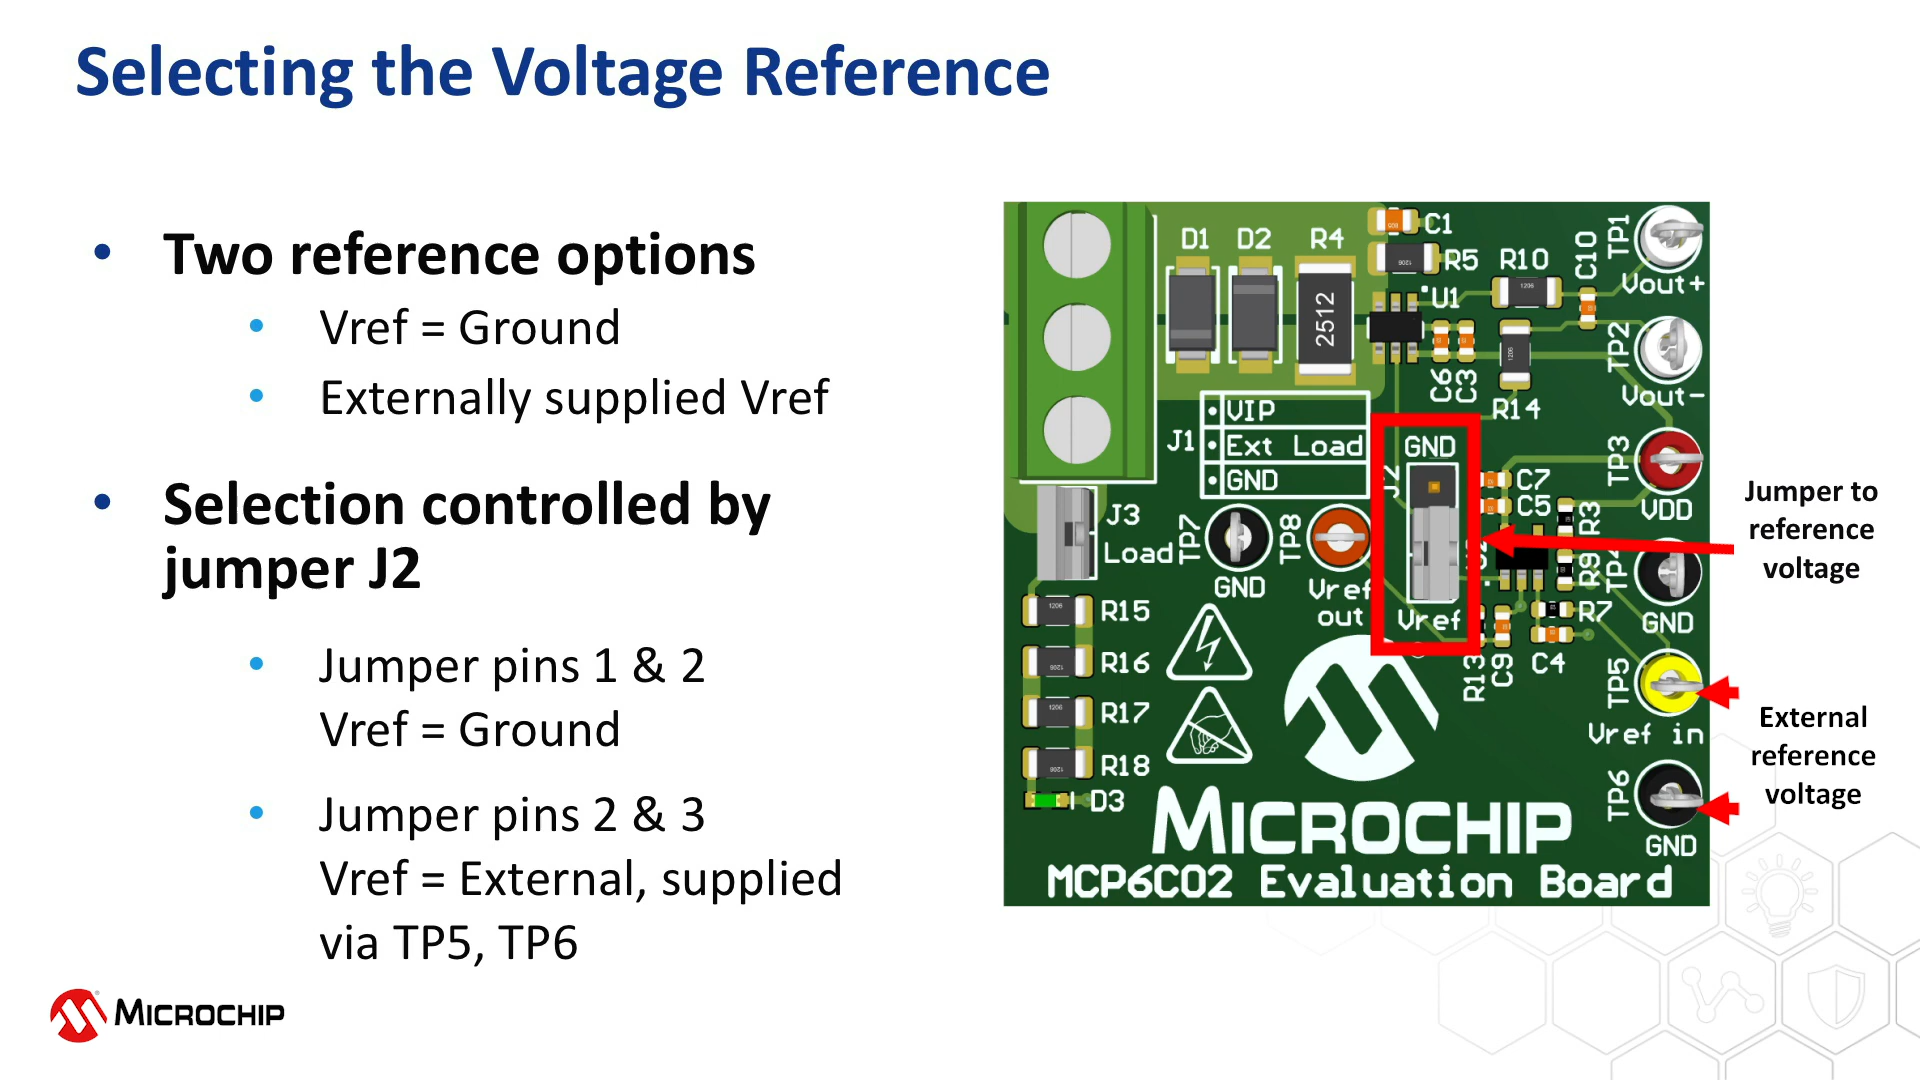 Selecting the Voltage Reference
• Two reference options
• Vref = Ground
• Externally supplied Vref
• Selection controlled by
jumper J2
• Jumper pins 1 & 2
Vref = Ground
• Jumper pins 2 & 3
Vref = External, supplied
via TP5, TP6
D1 D2 R4
C1
R5
R10
C10
TP1
Vout+
2512
U1
C6
C3
R14
TP2
Vout-
J1
VIP
Ext Load
GND
GND
J2
C7
C5
R3
TP3
VDD
J3
Load
TP7
GND
TP8
Vref
out
Vref
R9
TP4
GND
R7
C4
R13
C9
R15
R16
R17
R18
D3
TP5
Vref in
TP6
GND
MICROCHIP
MCP6C02 Evaluation Board
Jumper to
reference
voltage
External
reference
voltage
MICROCHIP